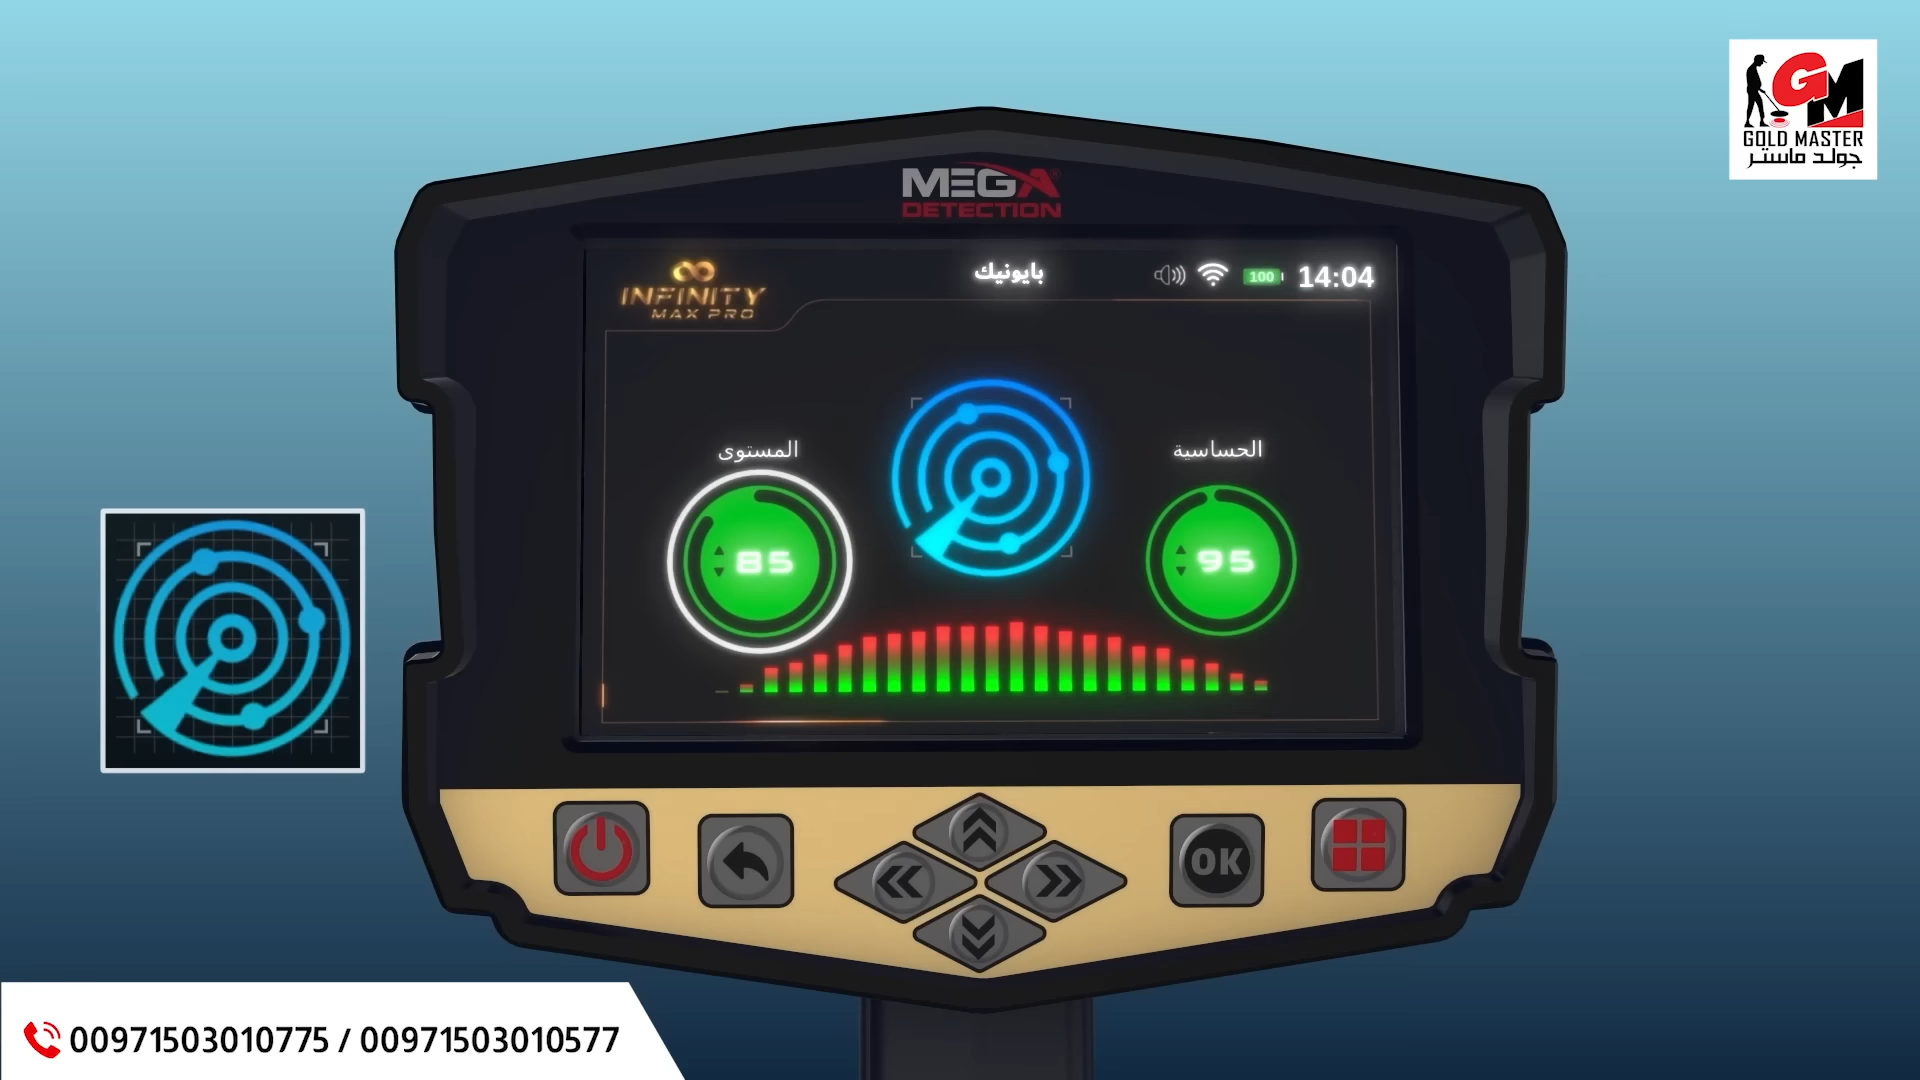 GM
GOLD MASTER
جولد ماستر
MEGA®
DETECTION
INFINITY
MAX PRO
بايونيك
100
14:04
المستوى
85
الحساسية
95
OK
00971503010775 / 00971503010577